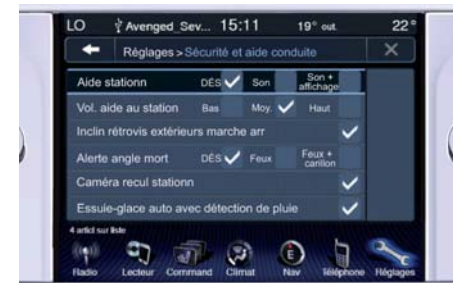 LO Avenged_Sev... 15:11 19° out. 22°
Réglages > Sécurité et aide conduite
Aide stationn DÉS Son Son + affichage
Vol. aide au station Bas Moy. Haut
Inclin rétrovis extérieurs marche arr
Alerte angle mort DÉS Feux Feux + carillon
Caméra recul stationn
Essuie-glace auto avec détection de pluie
4 articl sur liste
Radio Lecteur Command Climat Nav Téléphone Réglages